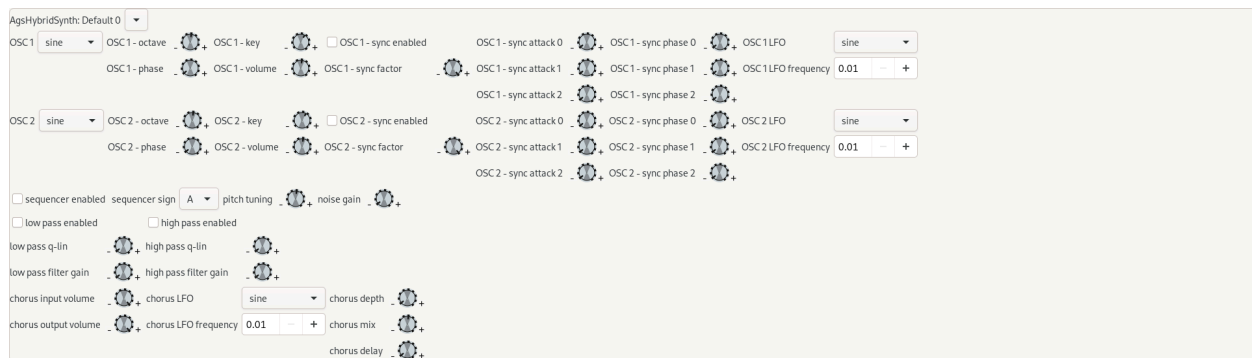 AgsHybridSynth: Default 0
OSC 1 sine OSC 1 - octave - + OSC 1 - key - + OSC 1 - sync enabled OSC 1 - sync attack 0 - + OSC 1 - sync phase 0 - + OSC 1 LFO sine
OSC 1 - phase - + OSC 1 - volume - + OSC 1 - sync factor - + OSC 1 - sync attack 1 - + OSC 1 - sync phase 1 - + OSC 1 LFO frequency 0.01 - +
OSC 1 - sync attack 2 - + OSC 1 - sync phase 2 - +
OSC 2 sine OSC 2 - octave - + OSC 2 - key - + OSC 2 - sync enabled OSC 2 - sync attack 0 - + OSC 2 - sync phase 0 - + OSC 2 LFO sine
OSC 2 - phase - + OSC 2 - volume - + OSC 2 - sync factor - + OSC 2 - sync attack 1 - + OSC 2 - sync phase 1 - + OSC 2 LFO frequency 0.01 - +
OSC 2 - sync attack 2 - + OSC 2 - sync phase 2 - +
sequencer enabled sequencer sign A pitch tuning - + noise gain - +
low pass enabled high pass enabled
low pass q-lin - + high pass q-lin - +
low pass filter gain - + high pass filter gain - +
chorus input volume - + chorus LFO sine chorus depth - +
chorus output volume - + chorus LFO frequency 0.01 - + chorus mix - +
chorus delay - +